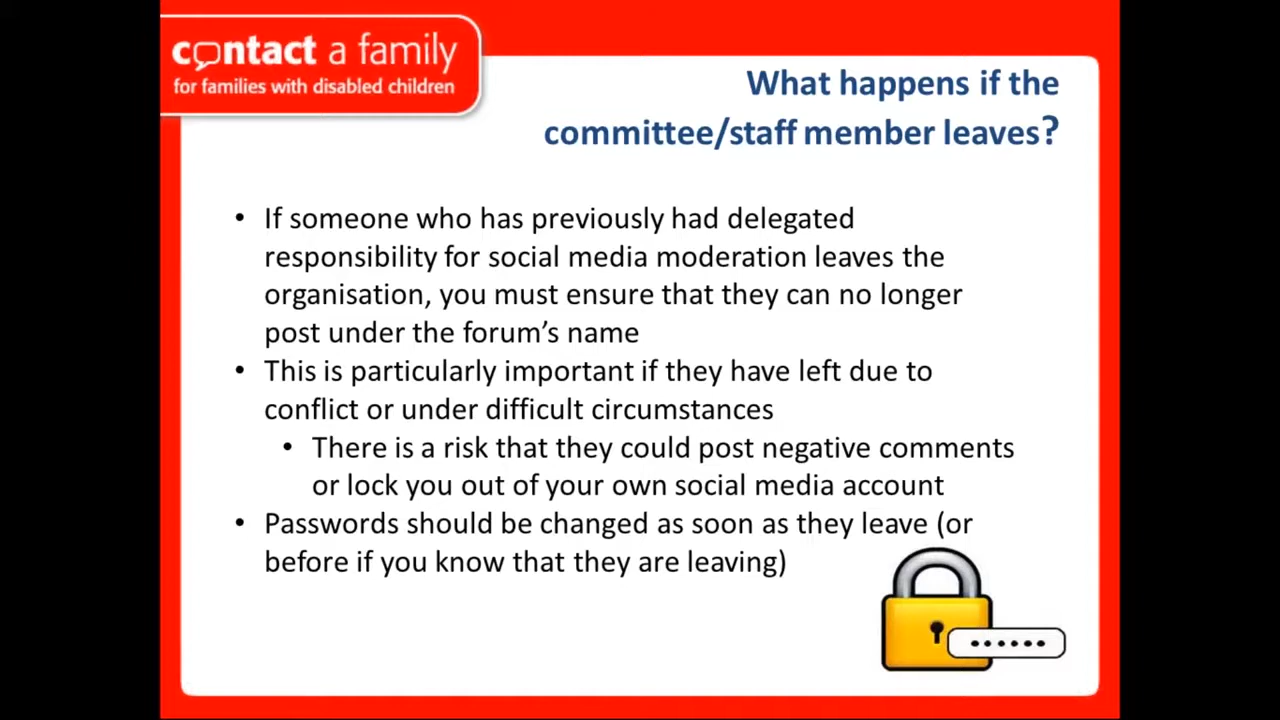 contact a family
for families with disabled children
What happens if the
committee/staff member leaves?
• If someone who has previously had delegated
responsibility for social media moderation leaves the
organisation, you must ensure that they can no longer
post under the forum’s name
• This is particularly important if they have left due to
conflict or under difficult circumstances
• There is a risk that they could post negative comments
or lock you out of your own social media account
• Passwords should be changed as soon as they leave (or
before if you know that they are leaving)